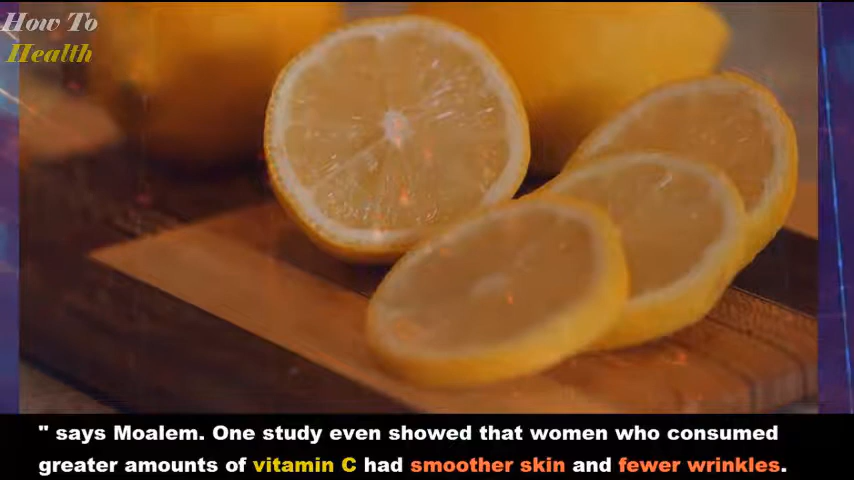 How To
Health
" says Moalem. One study even showed that women who consumed
greater amounts of vitamin C had smoother skin and fewer wrinkles.